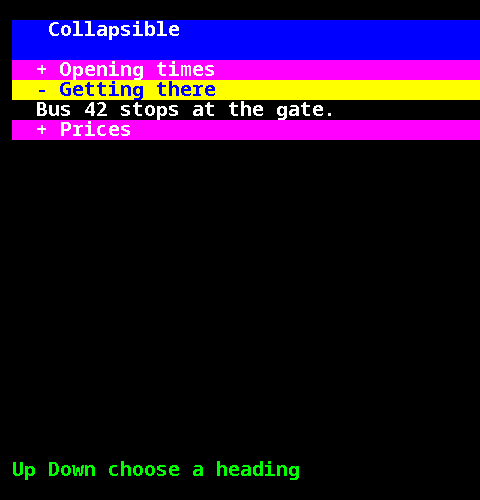 Collapsible
+ Opening times
- Getting there
Bus 42 stops at the gate.
+ Prices
Up Down choose a heading